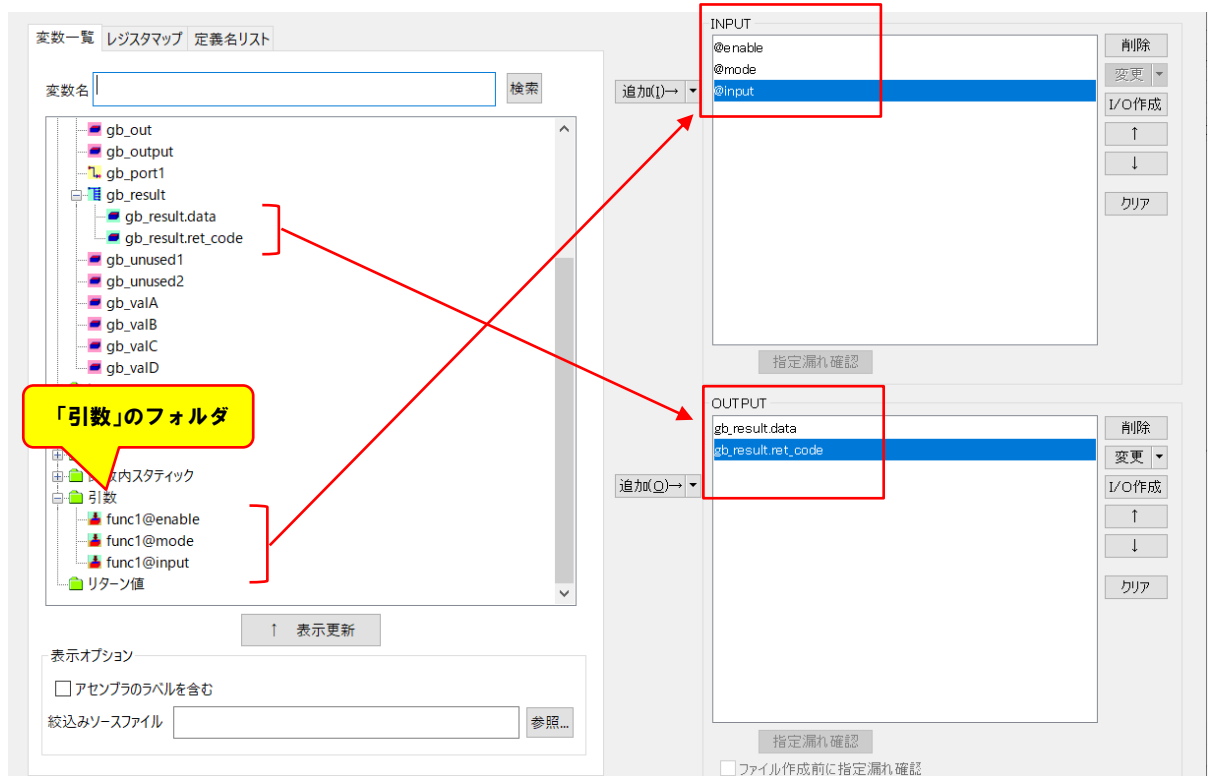 変数一覧 レジスタマップ 定義名リスト
変数名 検索
gb_out
gb_output
gb_port1
gb_result
gb_result.data
gb_result.ret_code
gb_unused1
gb_unused2
gb_valA
gb_valB
gb_valC
gb_valD
「引数」のフォルダ
数内スタティック
引数
func1@enable
func1@mode
func1@input
リターン値
↑ 表示更新
表示オプション
アセンブラのラベルを含む
絞込みソースファイル 参照...
追加(I)→
追加(O)→
INPUT
@enable
@mode
@input
削除
変更
I/O作成
↑
↓
クリア
指定漏れ確認
OUTPUT
gb_result.data
gb_result.ret_code
削除
変更
I/O作成
↑
↓
クリア
指定漏れ確認
ファイル作成前に指定漏れ確認